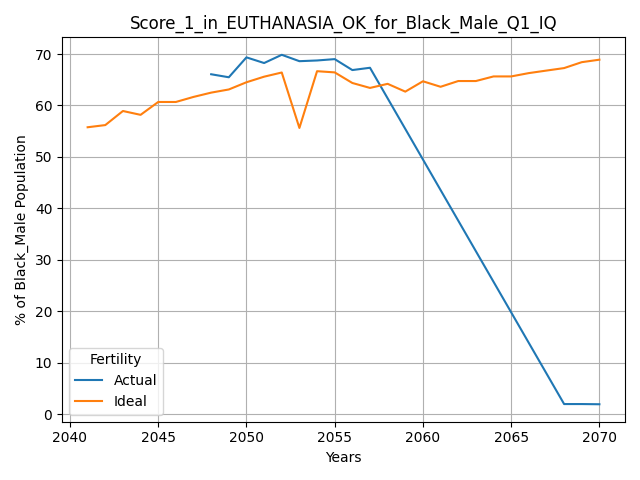 Score_1_in_EUTHANASIA_OK_for_Black_Male_Q1_IQ
% of Black_Male Population
70
60
50
40
30
20
10
0
Fertility
Actual
Ideal
2040 2045 2050 2055 2060 2065 2070
Years